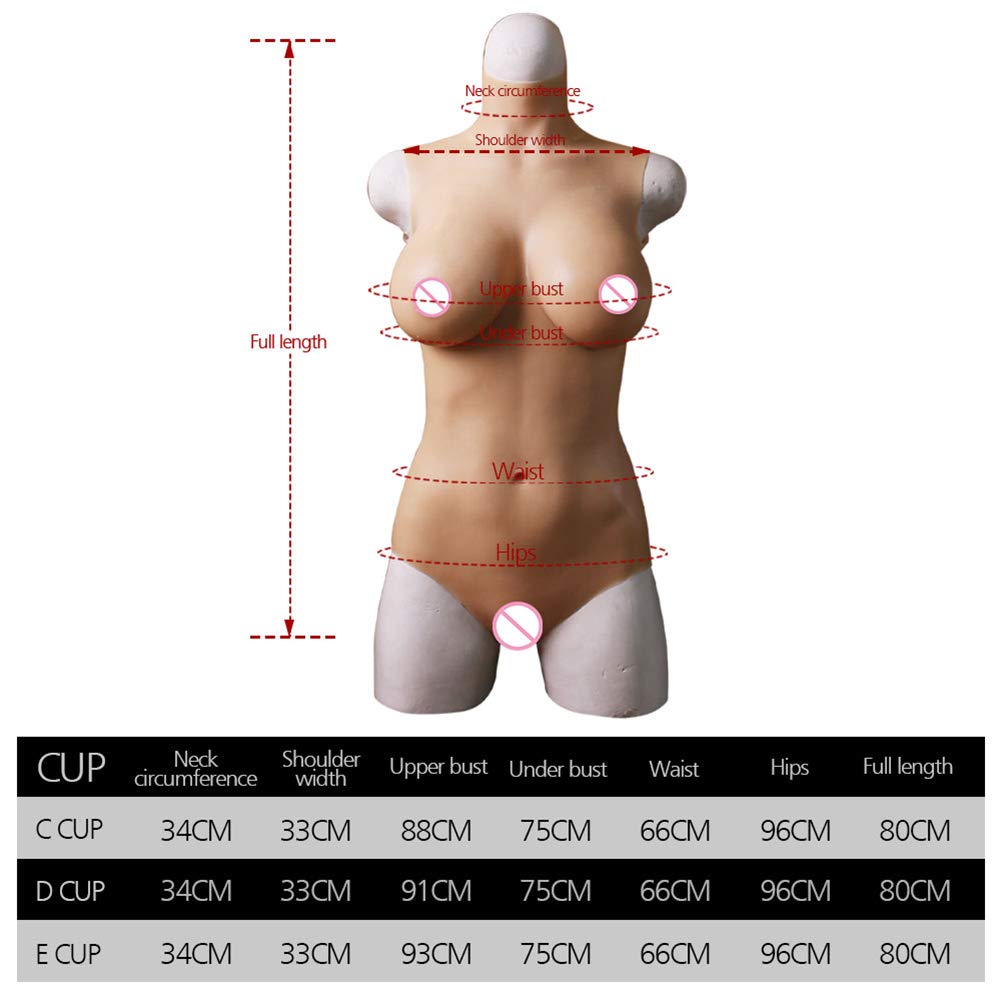 Neck circumference
Shoulder width
Upper bust
Under bust
Full length
Waist
Hips
CUP Neck circumference Shoulder width Upper bust Under bust Waist Hips Full length
C CUP 34CM 33CM 88CM 75CM 66CM 96CM 80CM
D CUP 34CM 33CM 91CM 75CM 66CM 96CM 80CM
E CUP 34CM 33CM 93CM 75CM 66CM 96CM 80CM